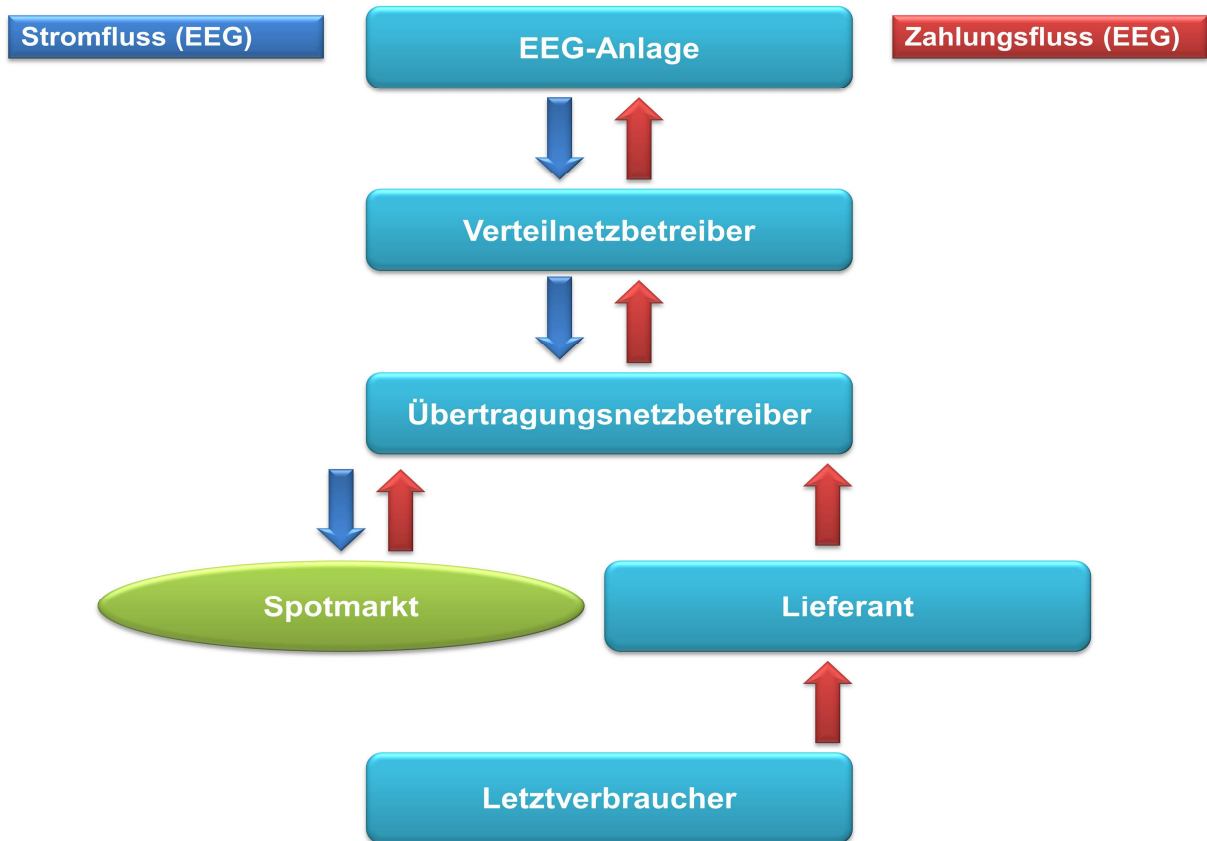 Stromfluss (EEG)
EEG-Anlage
Zahlungsfluss (EEG)
Verteilnetzbetreiber
Übertragungsnetzbetreiber
Spotmarkt
Lieferant
Letztverbraucher